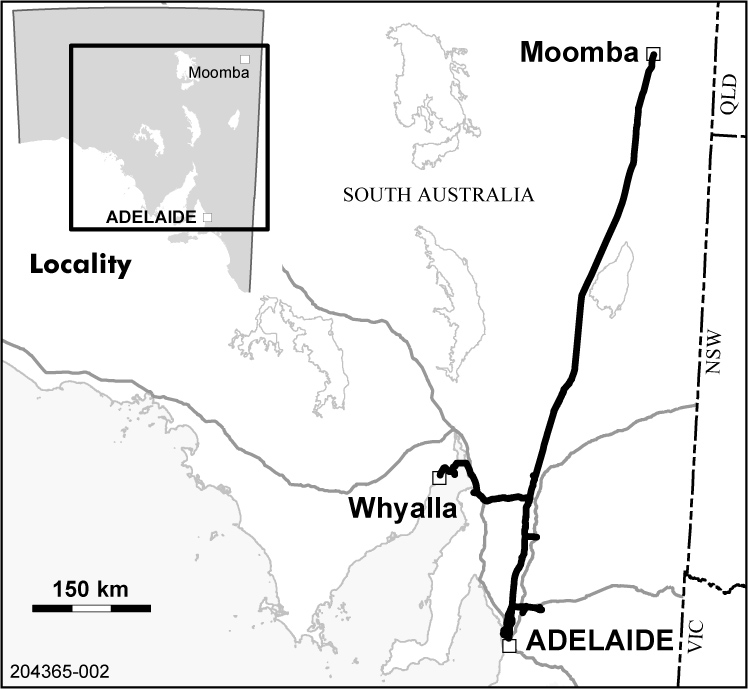 Moomba
Moomba
QLD
SOUTH AUSTRALIA
ADELAIDE
Locality
NSW
Whyalla
150 km
ADELAIDE
VIC
204365-002